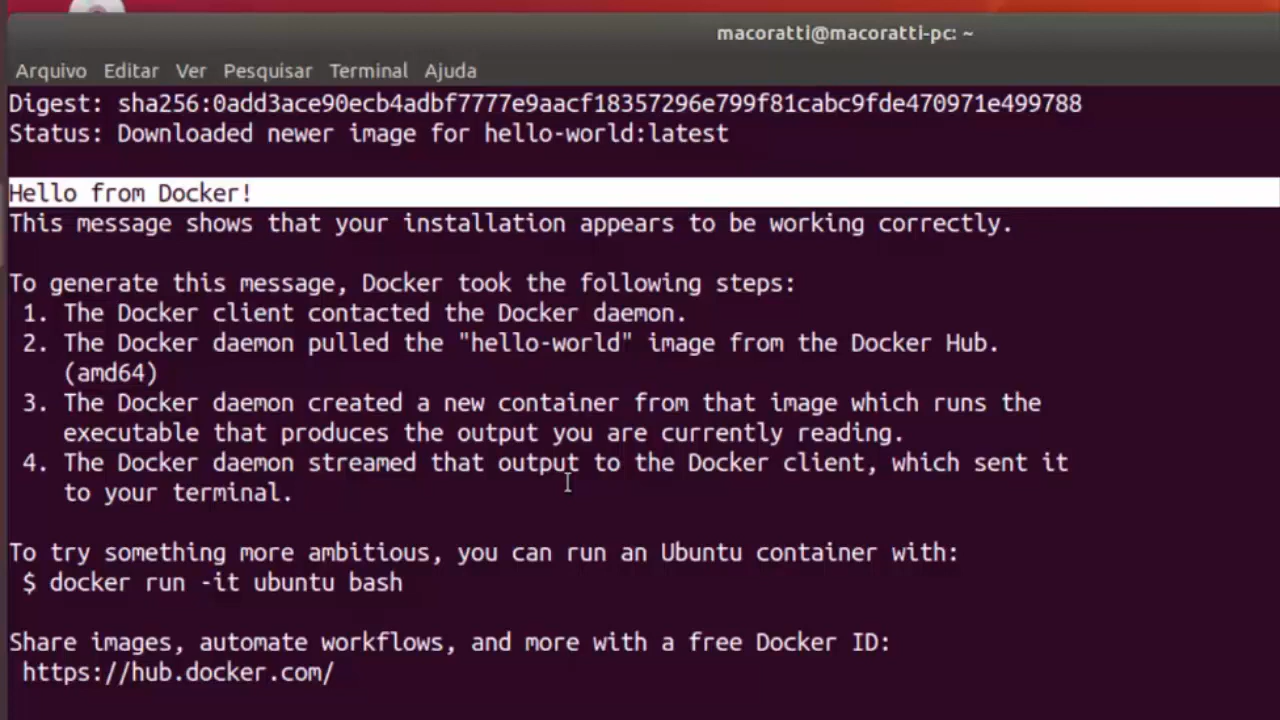 macoratti@macoratti-pc: ~
Arquivo Editar Ver Pesquisar Terminal Ajuda
Digest: sha256:0add3ace90ecb4adbf7777e9aacf18357296e799f81cabc9fde470971e499788
Status: Downloaded newer image for hello-world:latest
Hello from Docker!
This message shows that your installation appears to be working correctly.
To generate this message, Docker took the following steps:
1. The Docker client contacted the Docker daemon.
2. The Docker daemon pulled the "hello-world" image from the Docker Hub.
(amd64)
3. The Docker daemon created a new container from that image which runs the
executable that produces the output you are currently reading.
4. The Docker daemon streamed that output to the Docker client, which sent it
to your terminal.
To try something more ambitious, you can run an Ubuntu container with:
$ docker run -it ubuntu bash
Share images, automate workflows, and more with a free Docker ID:
https://hub.docker.com/